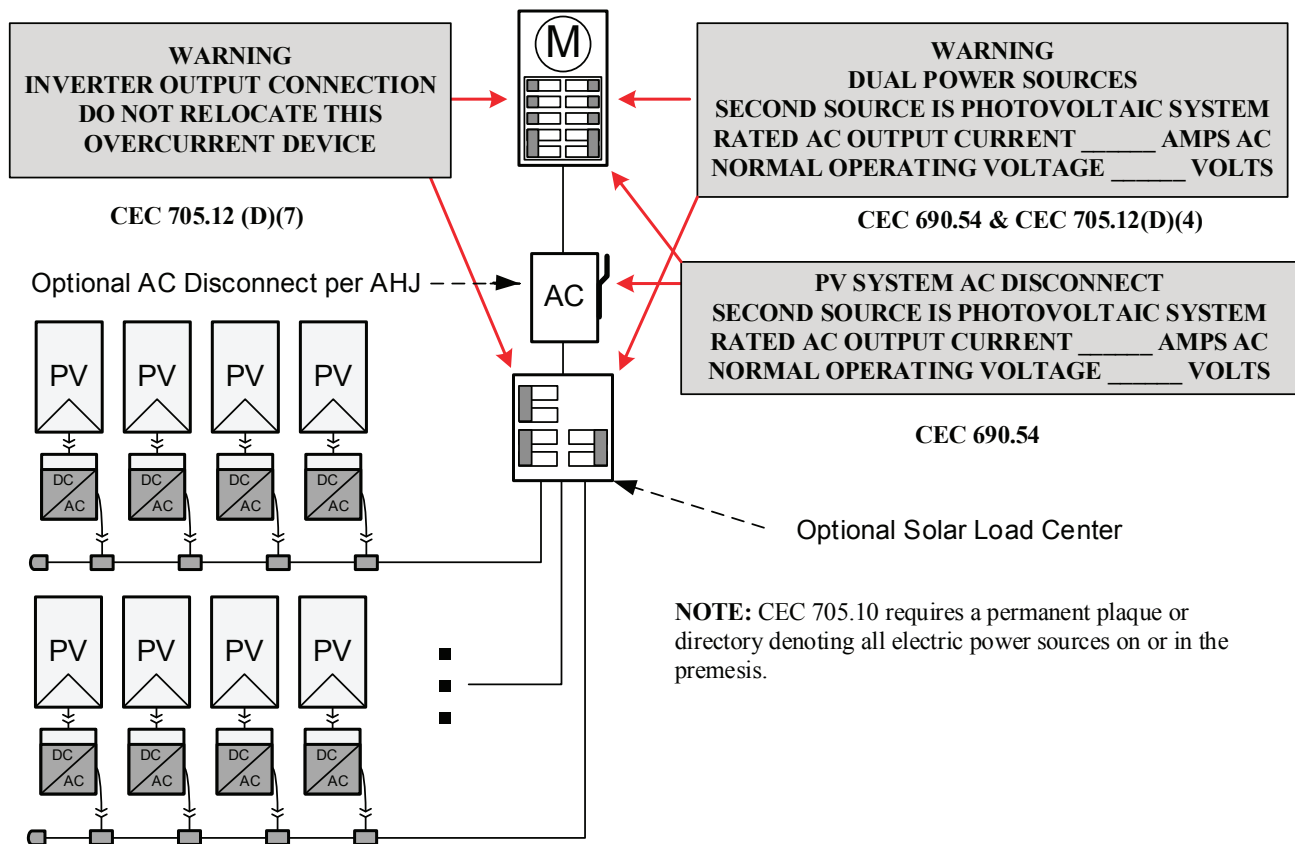 WARNING
INVERTER OUTPUT CONNECTION
DO NOT RELOCATE THIS
OVERCURRENT DEVICE
CEC 705.12 (D)(7)
M
WARNING
DUAL POWER SOURCES
SECOND SOURCE IS PHOTOVOLTAIC SYSTEM
RATED AC OUTPUT CURRENT ______ AMPS AC
NORMAL OPERATING VOLTAGE ______ VOLTS
CEC 690.54 & CEC 705.12(D)(4)
Optional AC Disconnect per AHJ
AC
PV SYSTEM AC DISCONNECT
SECOND SOURCE IS PHOTOVOLTAIC SYSTEM
RATED AC OUTPUT CURRENT ______ AMPS AC
NORMAL OPERATING VOLTAGE ______ VOLTS
CEC 690.54
PV PV PV PV
DC DC DC DC
AC AC AC AC
Optional Solar Load Center
NOTE: CEC 705.10 requires a permanent plaque or
directory denoting all electric power sources on or in the
premesis.
PV PV PV PV
DC DC DC DC
AC AC AC AC